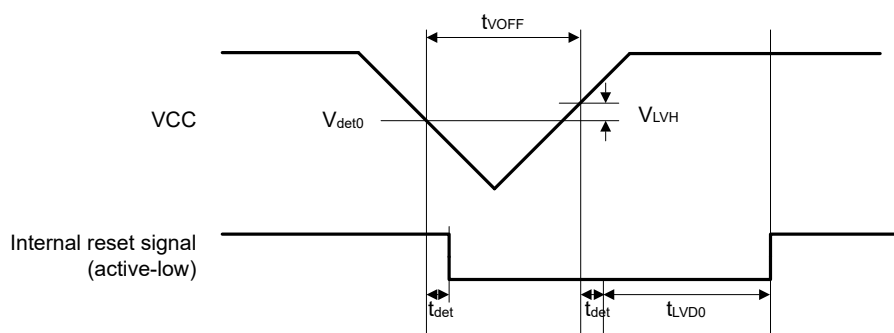 tVOFF
VCC
Vdet0
VLVH
Internal reset signal
(active-low)
tdet
tdet
tLVD0